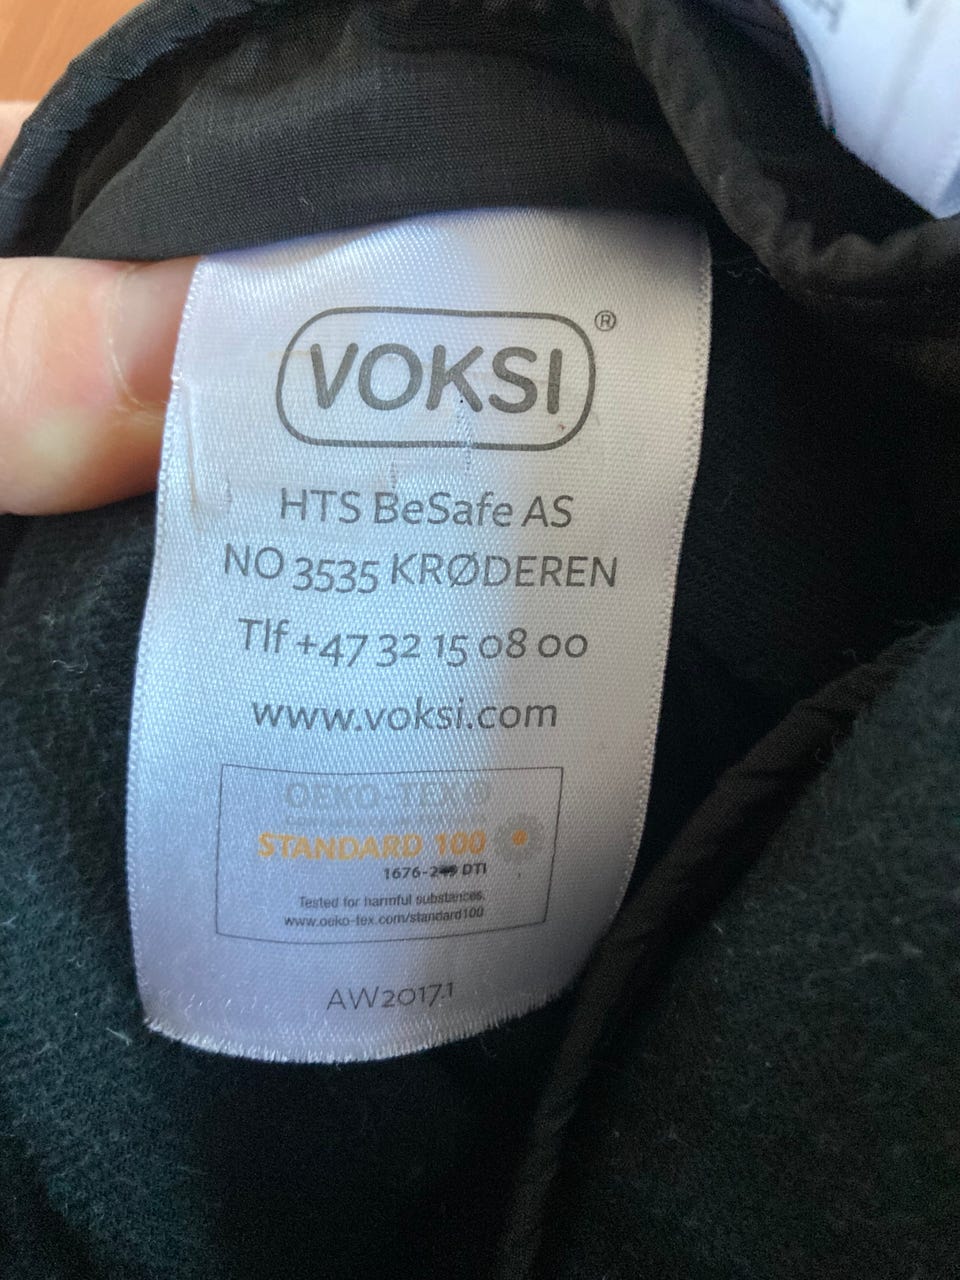 VOKSI ®
HTS BeSafe AS
NO 3535 KRØDEREN
Tlf +47 32 15 08 00
www.voksi.com
OEKO-TEX®
STANDARD 100
DTI
Tested for harmful substances.
www.oeko-tex.com/standard100
AW2017.1